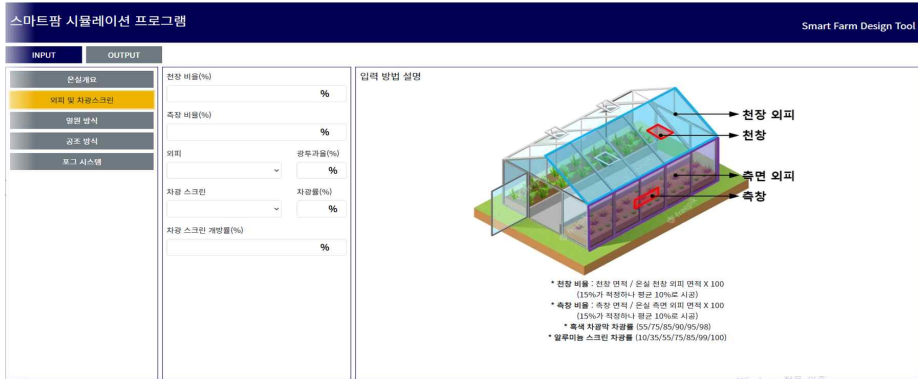 스마트팜 시뮬레이션 프로그램
Smart Farm Design Tool
INPUT
OUTPUT
온실개요
외피 및 차광스크린
열원 방식
공조 방식
포그 시스템
천장 비율(%)
%
측장 비율(%)
%
외피
광투과율(%)
%
차광 스크린
차광률(%)
%
차광 스크린 개방률(%)
%
입력 방법 설명
천장 외피
천창
측면 외피
측창
* 천장 비율 : 천장 면적 / 온실 천장 외피 면적 X 100
(15%가 적정하나 평균 10%로 시공)
* 측장 비율 : 측장 면적 / 온실 측면 외피 면적 X 100
(15%가 적정하나 평균 10%로 시공)
* 흑색 차광막 차광률 (55/75/85/90/95/98)
* 알루미늄 스크린 차광률 (10/35/55/75/85/99/100)